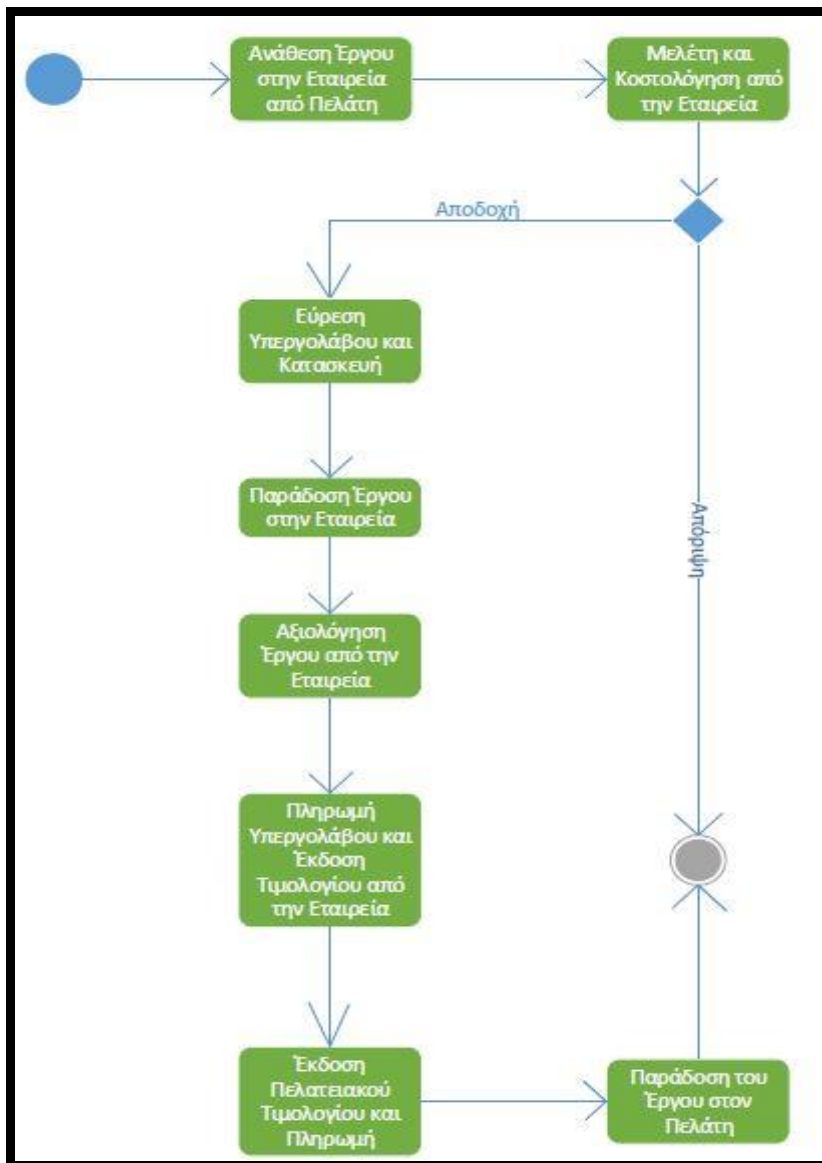 Ανάθεση Έργου
στην Εταιρεία
από Πελάτη
Μελέτη και
Κοστολόγηση από
την Εταιρεία
Αποδοχή
Εύρεση
Υπεργολάβου και
Κατασκευή
Παράδοση Έργου
στην Εταιρεία
Απόριψη
Αξιολόγηση
Έργου από την
Εταιρεία
Πληρωμή
Υπεργολάβου και
Έκδοση
Τιμολογίου από
την Εταιρεία
Έκδοση
Πελατειακού
Τιμολογίου και
Πληρωμή
Παράδοση του
Έργου στον
Πελάτη